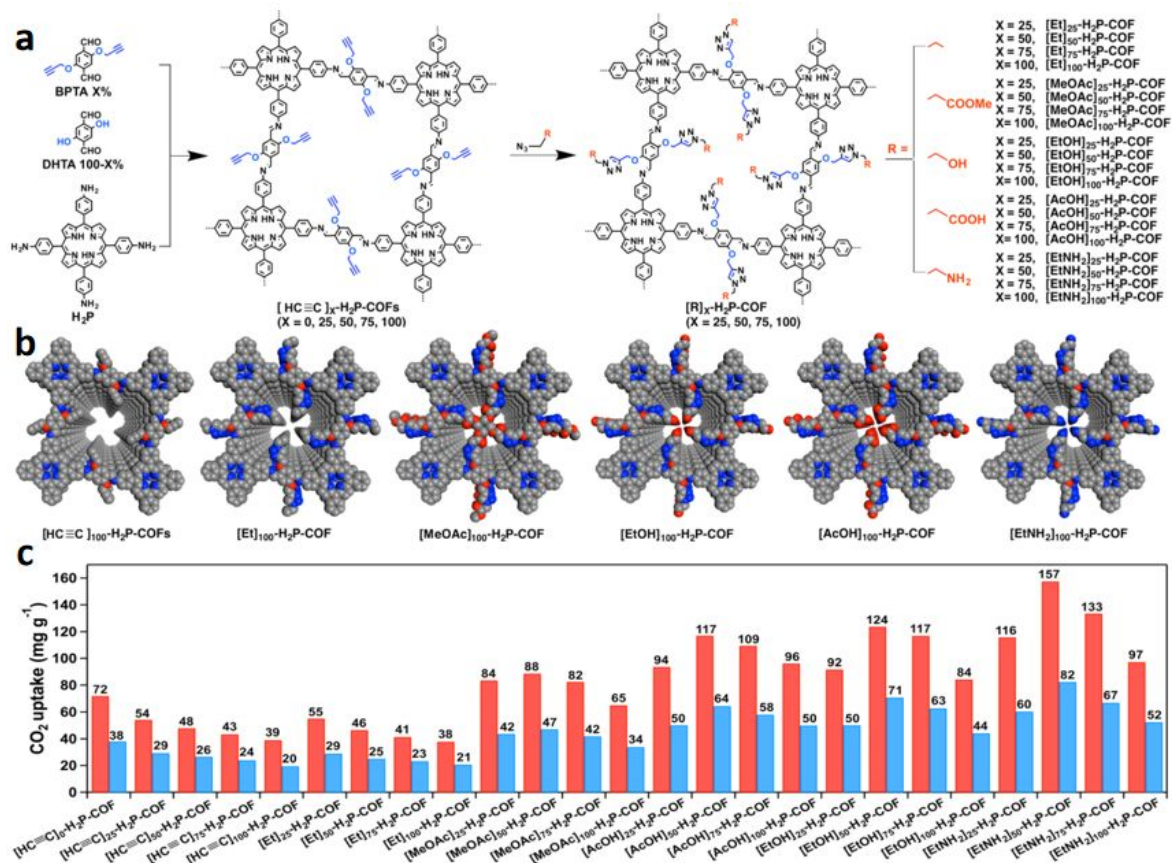 a
CHO
CHO
BPTA X%
CHO
HO
OH
CHO
DHTA 100-X%
NH2
H2N
NH2
NH2
H2P
[ HC≡C ]X-H2P-COFs
(X = 0, 25, 50, 75, 100)
N3
R
[R]X-H2P-COF
(X = 25, 50, 75, 100)
R =
X = 25, [Et]25-H2P-COF
X = 50, [Et]50-H2P-COF
X = 75, [Et]75-H2P-COF
X= 100, [Et]100-H2P-COF
COOMe
X = 25, [MeOAc]25-H2P-COF
X = 50, [MeOAc]50-H2P-COF
X = 75, [MeOAc]75-H2P-COF
X= 100, [MeOAc]100-H2P-COF
OH
X = 25, [EtOH]25-H2P-COF
X = 50, [EtOH]50-H2P-COF
X = 75, [EtOH]75-H2P-COF
X = 100, [EtOH]100-H2P-COF
COOH
X = 25, [AcOH]25-H2P-COF
X = 50, [AcOH]50-H2P-COF
X = 75, [AcOH]75-H2P-COF
X = 100, [AcOH]100-H2P-COF
NH2
X = 25, [EtNH2]25-H2P-COF
X = 50, [EtNH2]50-H2P-COF
X = 75, [EtNH2]75-H2P-COF
X = 100, [EtNH2]100-H2P-COF
b
[HC≡C ]100-H2P-COFs
[Et]100-H2P-COF
[MeOAc]100-H2P-COF
[EtOH]100-H2P-COF
[AcOH]100-H2P-COF
[EtNH2]100-H2P-COF
c
CO2 uptake (mg g-1)
160
140
120
100
80
60
40
20
0
72 38
54 29
48 26
43 24
39 20
55 29
46 25
41 23
38 21
84 42
88 47
82 42
65 34
94 50
117 64
109 58
96 50
92 50
124 71
117 63
84 44
116 60
157 82
133 67
97 52
[HC≡C]0-H2P-COF
[HC≡C]25-H2P-COF
[HC≡C]50-H2P-COF
[HC≡C]75-H2P-COF
[HC≡C]100-H2P-COF
[Et]25-H2P-COF
[Et]50-H2P-COF
[Et]75-H2P-COF
[Et]100-H2P-COF
[MeOAc]25-H2P-COF
[MeOAc]50-H2P-COF
[MeOAc]75-H2P-COF
[MeOAc]100-H2P-COF
[AcOH]25-H2P-COF
[AcOH]50-H2P-COF
[AcOH]75-H2P-COF
[AcOH]100-H2P-COF
[EtOH]25-H2P-COF
[EtOH]50-H2P-COF
[EtOH]75-H2P-COF
[EtOH]100-H2P-COF
[EtNH2]25-H2P-COF
[EtNH2]50-H2P-COF
[EtNH2]75-H2P-COF
[EtNH2]100-H2P-COF